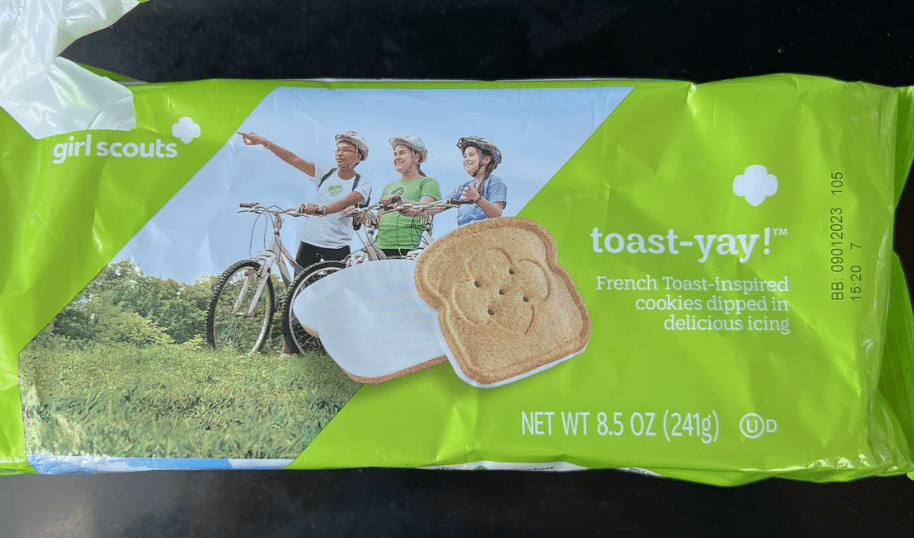 girl scouts
toast-yay!™
French Toast-inspired
cookies dipped in
delicious icing
NET WT 8.5 OZ (241g) U D
BB: 09012023 105
15:20 7